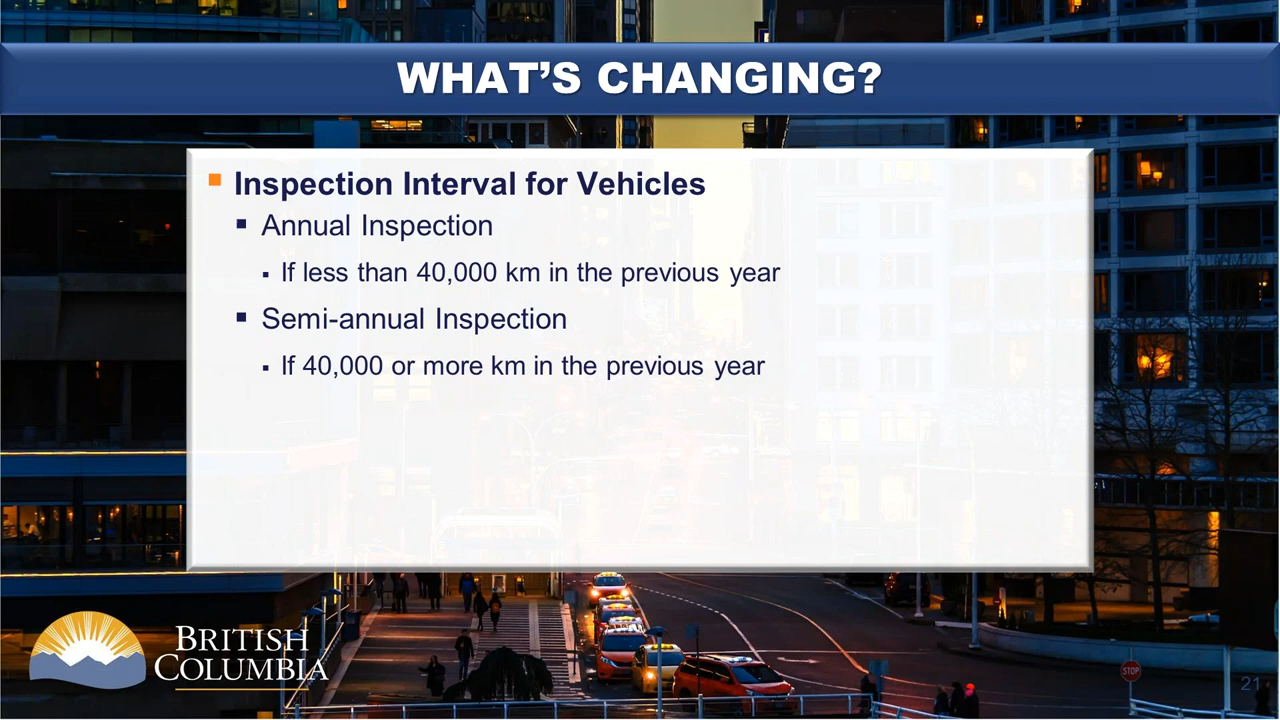 WHAT’S CHANGING?
Inspection Interval for Vehicles
Annual Inspection
If less than 40,000 km in the previous year
Semi-annual Inspection
If 40,000 or more km in the previous year
BRITISH
COLUMBIA
STOP
21